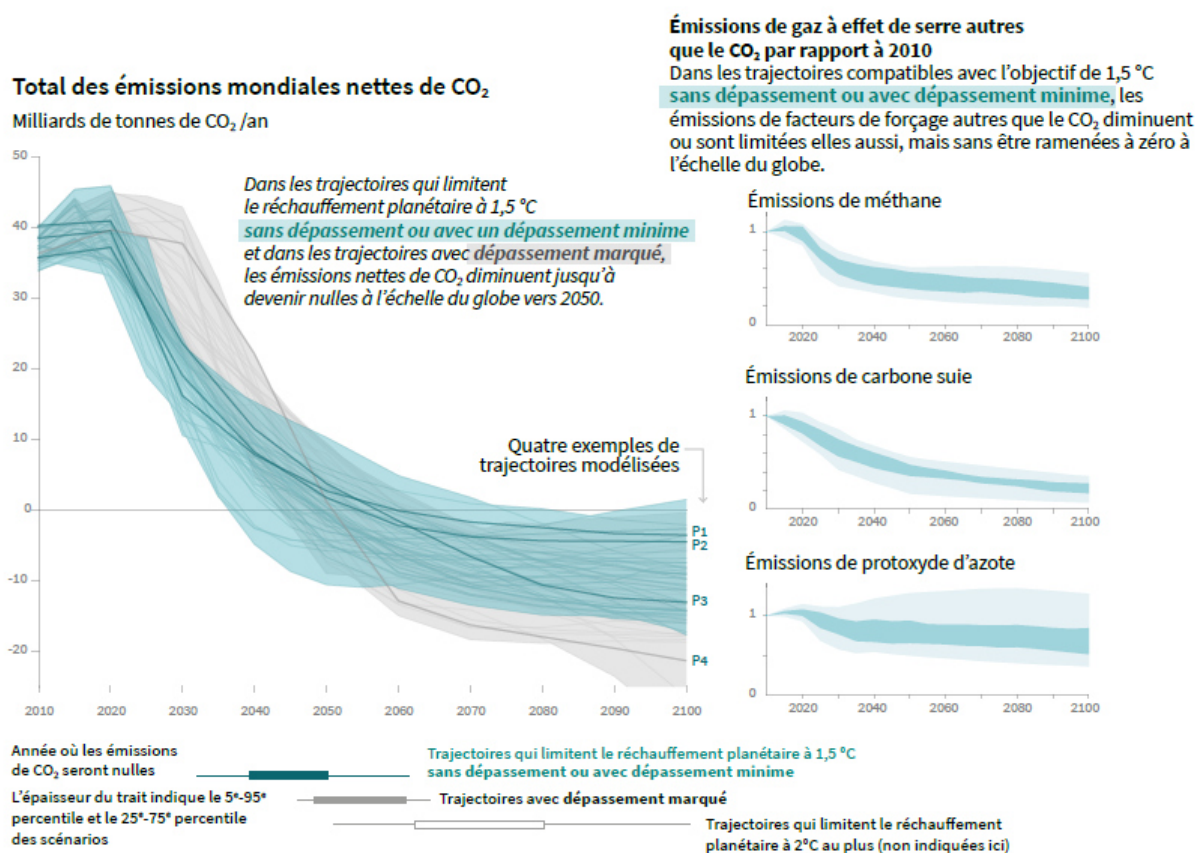 Émissions de gaz à effet de serre autres
que le CO₂ par rapport à 2010
Dans les trajectoires compatibles avec l'objectif de 1,5 °C
sans dépassement ou avec dépassement minime, les
émissions de facteurs de forçage autres que le CO₂ diminuent
ou sont limitées elles aussi, mais sans être ramenées à zéro à
l'échelle du globe.
Total des émissions mondiales nettes de CO₂
Milliards de tonnes de CO₂ /an
50
40
30
20
10
0
-10
-20
2010 2020 2030 2040 2050 2060 2070 2080 2090 2100
Dans les trajectoires qui limitent
le réchauffement planétaire à 1,5 °C
sans dépassement ou avec un dépassement minime
et dans les trajectoires avec dépassement marqué,
les émissions nettes de CO₂ diminuent jusqu'à
devenir nulles à l'échelle du globe vers 2050.
Quatre exemples de
trajectoires modélisées
P1
P2
P3
P4
Émissions de méthane
1
0
2020 2040 2060 2080 2100
Émissions de carbone suie
1
0
2020 2040 2060 2080 2100
Émissions de protoxyde d'azote
1
0
2020 2040 2060 2080 2100
Année où les émissions
de CO₂ seront nulles
L'épaisseur du trait indique le 5ᵉ-95ᵉ
percentile et le 25ᵉ-75ᵉ percentile
des scénarios
Trajectoires qui limitent le réchauffement planétaire à 1,5 °C
sans dépassement ou avec dépassement minime
Trajectoires avec dépassement marqué
Trajectoires qui limitent le réchauffement
planétaire à 2°C au plus (non indiquées ici)